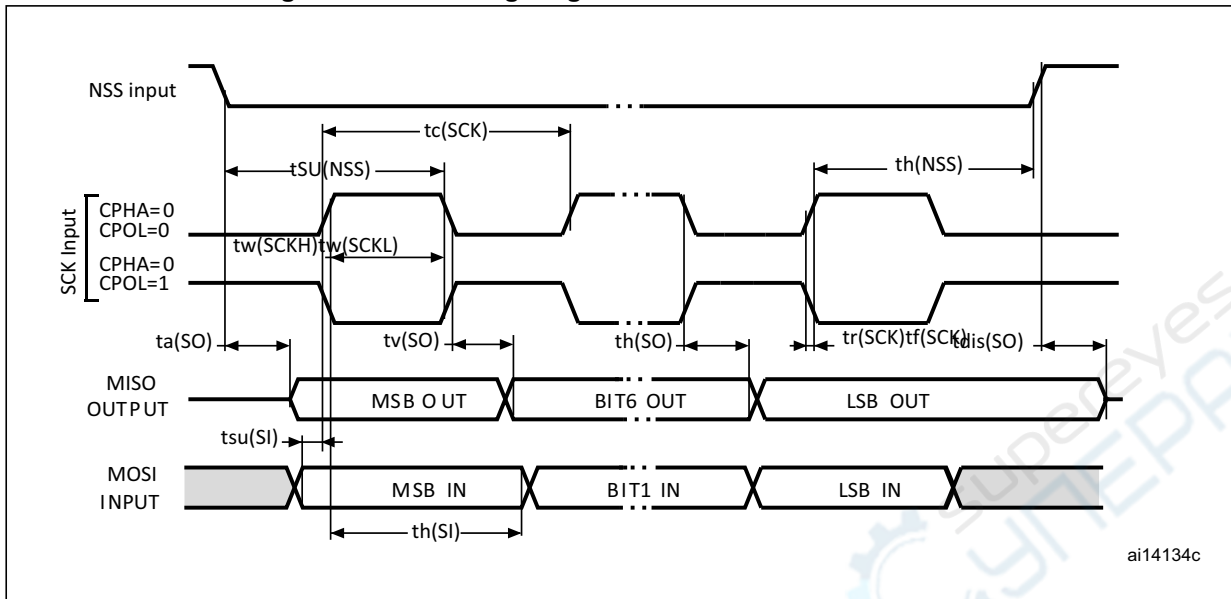 NSS input
tc(SCK)
tSU(NSS)
th(NSS)
SCK Input
CPHA=0
CPOL=0
tw(SCKH)tw(SCKL)
CPHA=0
CPOL=1
ta(SO)
tv(SO)
th(SO)
tr(SCK)tf(SCK)
tdis(SO)
MISO
OUTPUT
MSB OUT
BIT6 OUT
LSB OUT
tsu(SI)
MOSI
INPUT
MSB IN
BIT1 IN
LSB IN
th(SI)
ai14134c
supereyes